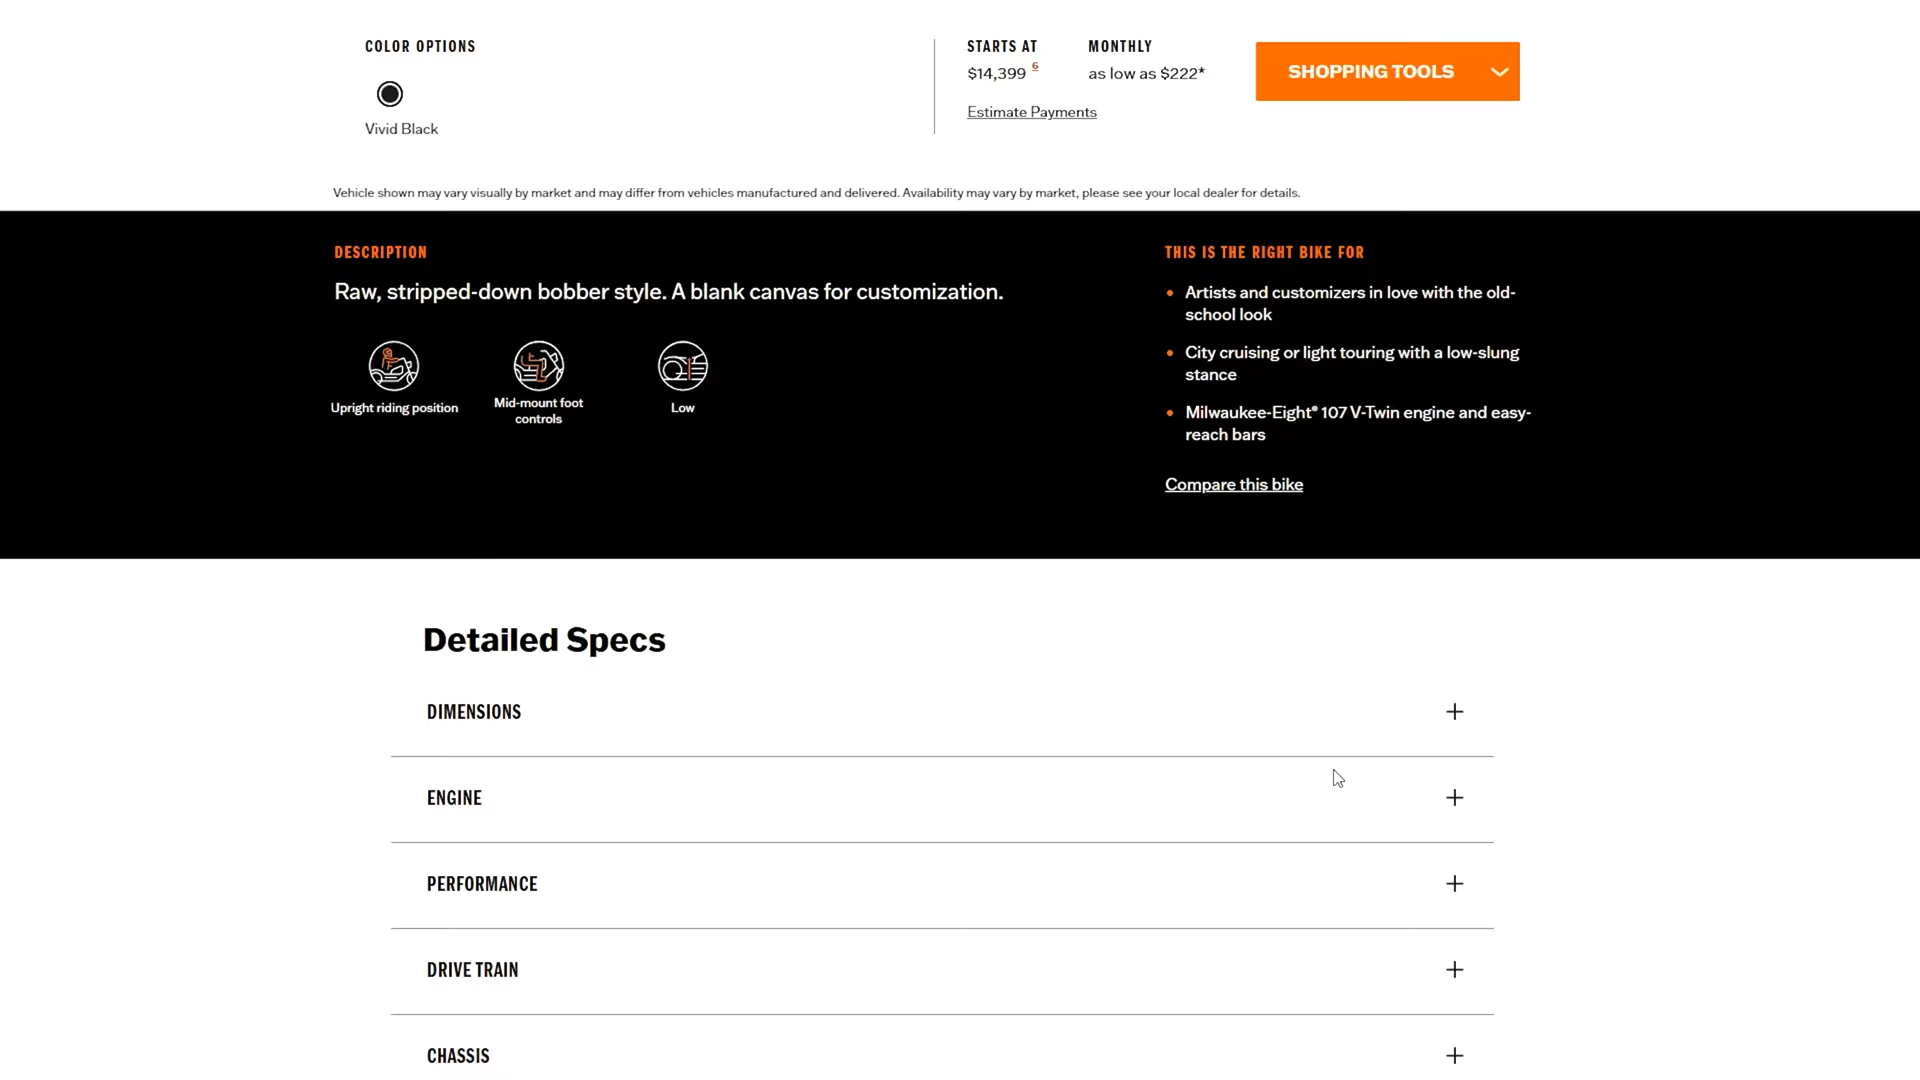 COLOR OPTIONS
Vivid Black
STARTS AT
$14,399 6
Estimate Payments
MONTHLY
as low as $222*
SHOPPING TOOLS
Vehicle shown may vary visually by market and may differ from vehicles manufactured and delivered. Availability may vary by market, please see your local dealer for details.
DESCRIPTION
Raw, stripped-down bobber style. A blank canvas for customization.
Upright riding position
Mid-mount foot
controls
Low
THIS IS THE RIGHT BIKE FOR
• Artists and customizers in love with the old-
school look
• City cruising or light touring with a low-slung
stance
• Milwaukee-Eight® 107 V-Twin engine and easy-
reach bars
Compare this bike
Detailed Specs
DIMENSIONS
ENGINE
PERFORMANCE
DRIVE TRAIN
CHASSIS